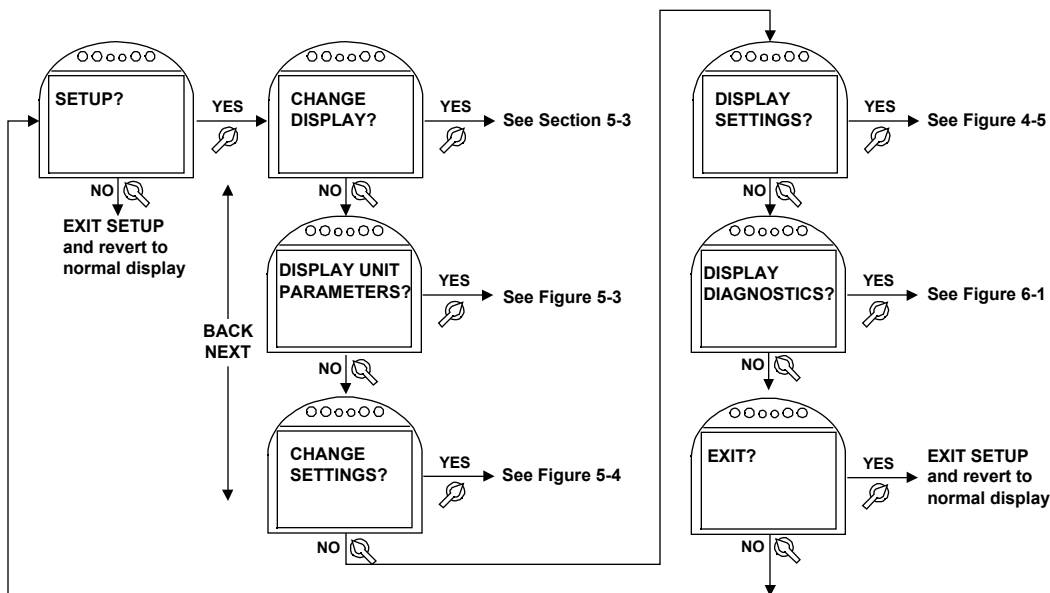 SETUP?
YES
NO
EXIT SETUP
and revert to
normal display
CHANGE
DISPLAY?
YES
See Section 5-3
NO
BACK
NEXT
DISPLAY UNIT
PARAMETERS?
YES
See Figure 5-3
NO
CHANGE
SETTINGS?
YES
See Figure 5-4
NO
DISPLAY
SETTINGS?
YES
See Figure 4-5
NO
DISPLAY
DIAGNOSTICS?
YES
See Figure 6-1
NO
EXIT?
YES
EXIT SETUP
and revert to
normal display
NO